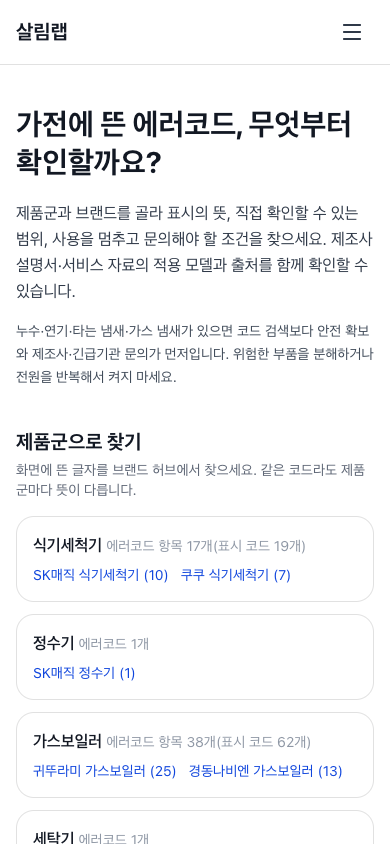 살림랩
가전에 뜬 에러코드, 무엇부터
확인할까요?
제품군과 브랜드를 골라 표시의 뜻, 직접 확인할 수 있는
범위, 사용을 멈추고 문의해야 할 조건을 찾으세요. 제조사
설명서·서비스 자료의 적용 모델과 출처를 함께 확인할 수
있습니다.
누수·연기·타는 냄새·가스 냄새가 있으면 코드 검색보다 안전 확보
와 제조사·긴급기관 문의가 먼저입니다. 위험한 부품을 분해하거나
전원을 반복해서 켜지 마세요.
제품군으로 찾기
화면에 뜬 글자를 브랜드 허브에서 찾으세요. 같은 코드라도 제품
군마다 뜻이 다릅니다.
식기세척기 에러코드 항목 17개(표시 코드 19개)
SK매직 식기세척기 (10) 쿠쿠 식기세척기 (7)
정수기 에러코드 1개
SK매직 정수기 (1)
가스보일러 에러코드 항목 38개(표시 코드 62개)
귀뚜라미 가스보일러 (25) 경동나비엔 가스보일러 (13)
세탁기 에러코드 1개